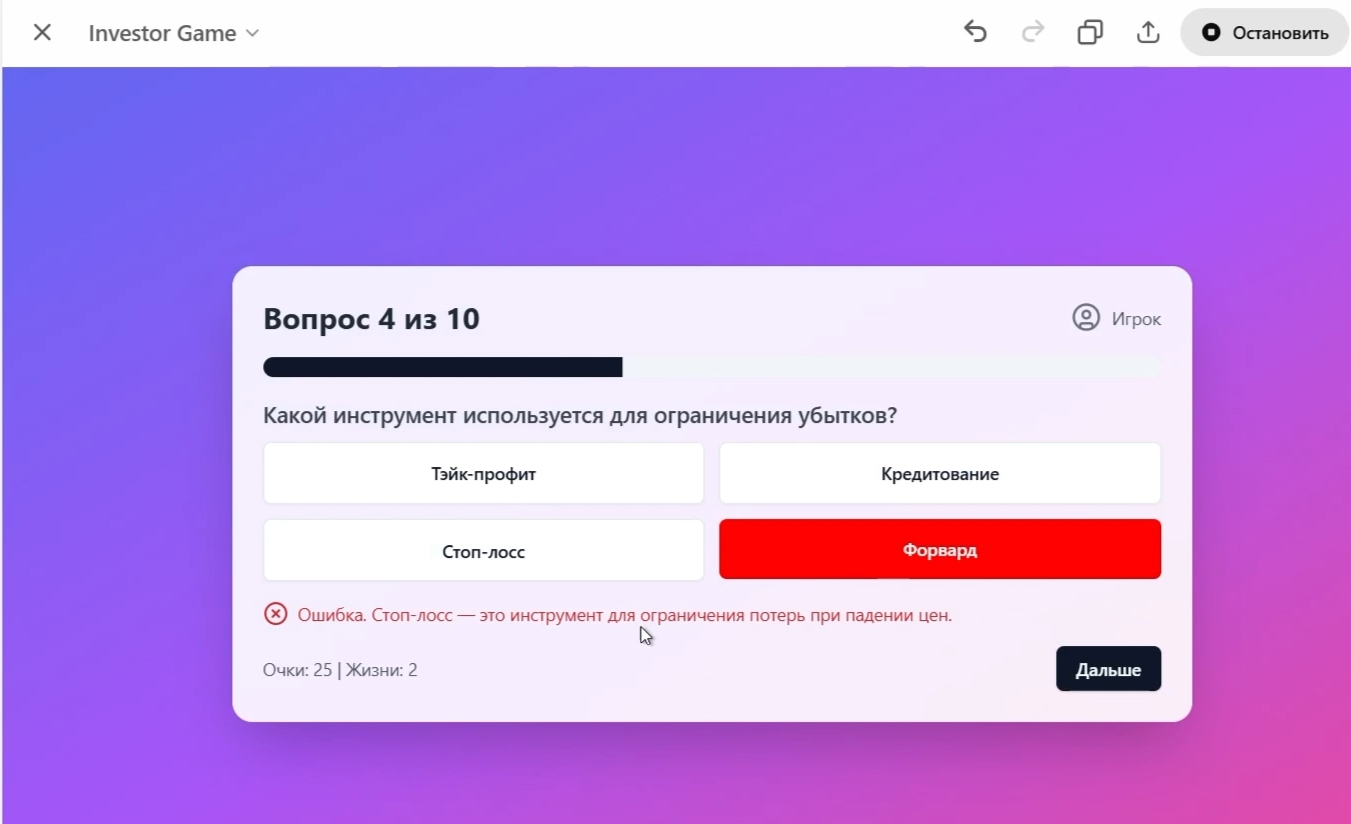 Investor Game
Остановить
Вопрос 4 из 10
Игрок
Какой инструмент используется для ограничения убытков?
Тэйк-профит
Кредитование
Стоп-лосс
Форвард
Ошибка. Стоп-лосс — это инструмент для ограничения потерь при падении цен.
Очки: 25 | Жизни: 2
Дальше